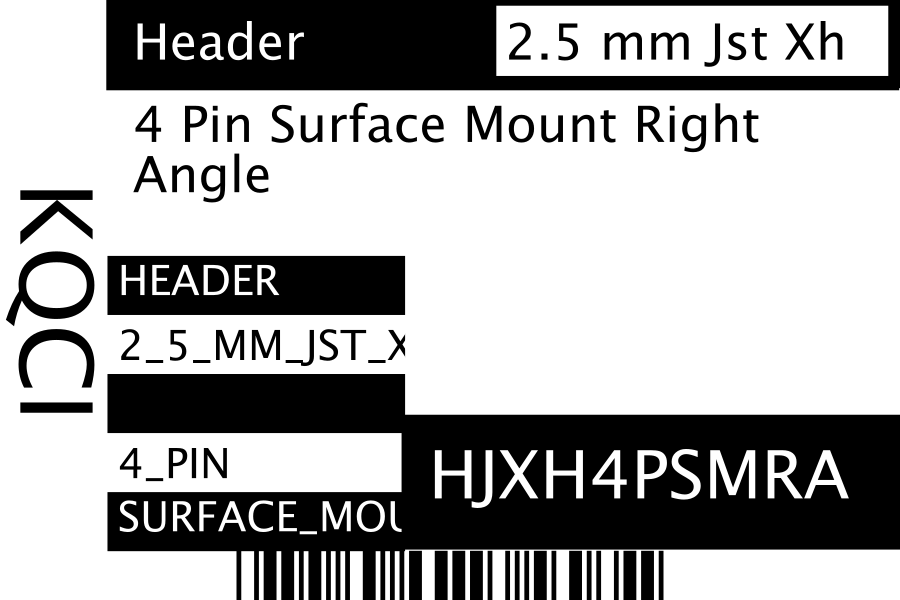 Header
2.5 mm Jst Xh
4 Pin Surface Mount Right
Angle
KQCI
HEADER
2_5_MM_JST_X
4_PIN
HJXH4PSMRA
SURFACE_MOU